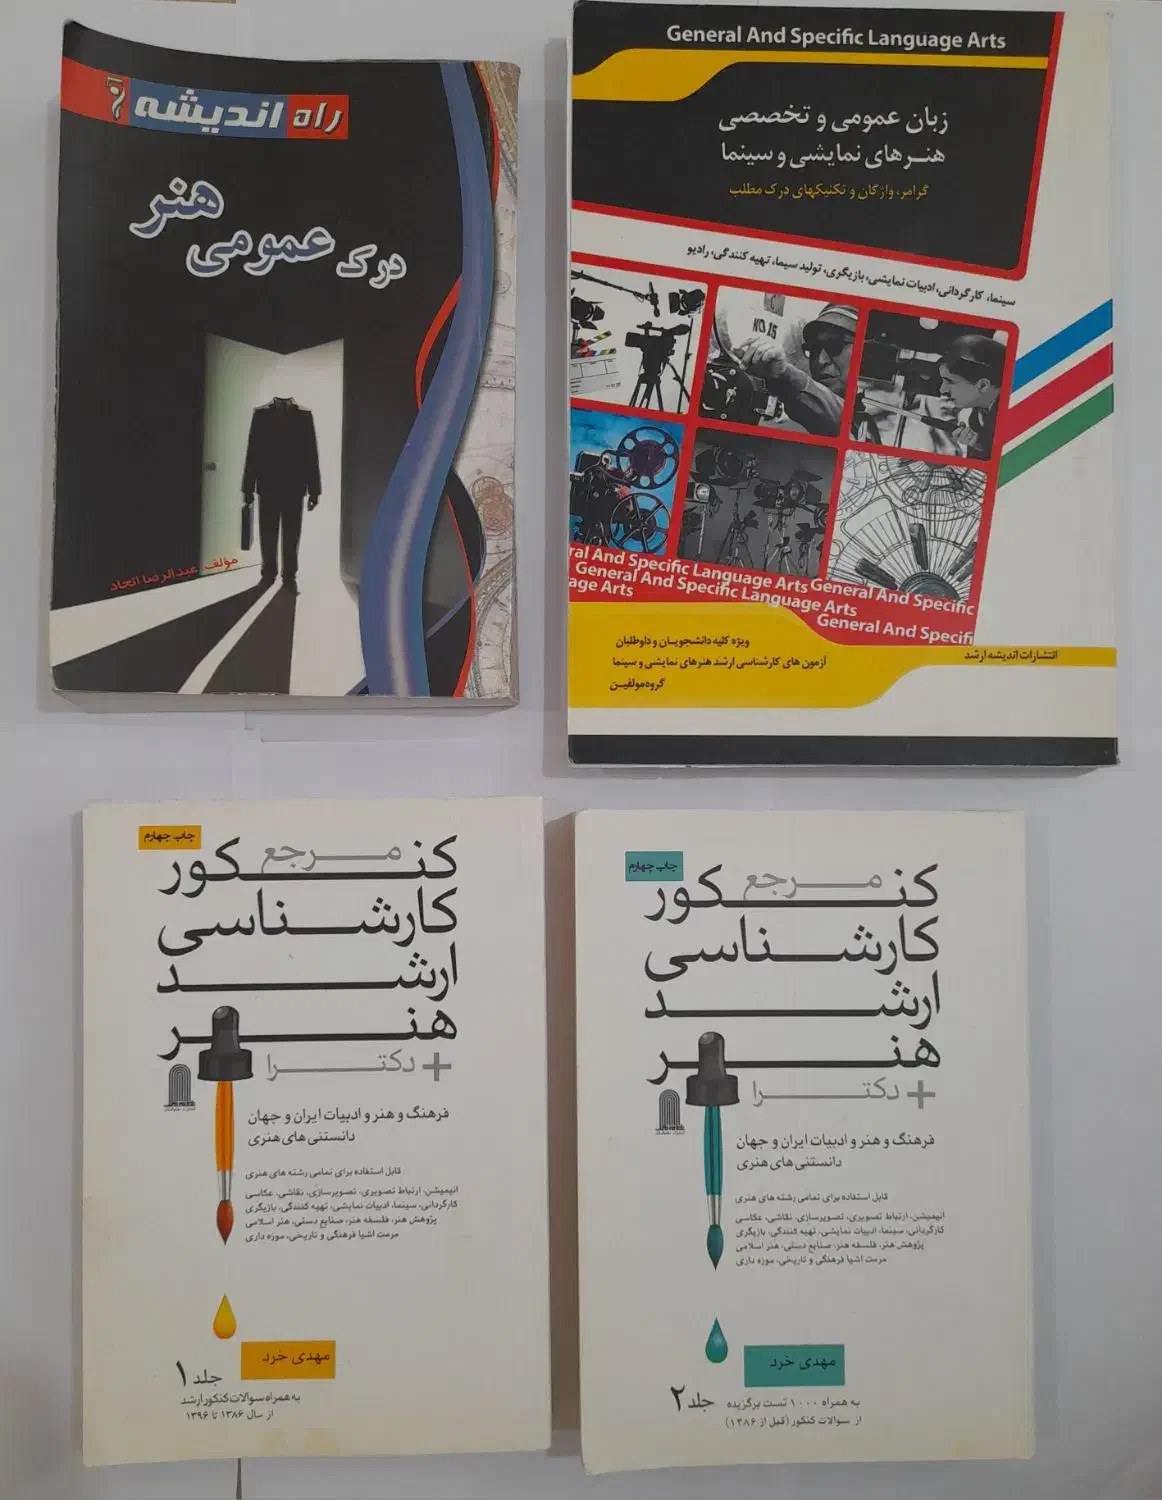 راه اندیشه
درک عمومی هنر
مؤلف: عبدالرضا اتحاد
General And Specific Language Arts
زبان عمومی و تخصصی
هنرهای نمایشی و سینما
گرامر، واژگان و تکنیکهای درک مطلب
سینما، کارگردانی، ادبیات نمایشی، بازیگری، تولید سیما، تهیه کنندگی، رادیو
NO 15
ral And Specific Language Arts General And Specific
General And Specific Language Arts
age Arts
General And Specifi
ویژه کلیه دانشجویان و داوطلبان
آزمون های کارشناسی ارشد هنرهای نمایشی و سینما
گروه مولفین
انتشارات اندیشه ارشد
چاپ چهارم
مرجع
کنکور
کارشناسی
ارشد
هنر
+ دکترا
فرهنگ و هنر و ادبیات ایران و جهان
دانستنی های هنری
قابل استفاده برای تمامی رشته های هنری
انیمیشن، ارتباط تصویری، تصویرسازی، نقاشی، عکاسی
کارگردانی، سینما، ادبیات نمایشی، تهیه کنندگی، بازیگری
پژوهش هنر، فلسفه هنر، صنایع دستی، هنر اسلامی
مرمت اشیا فرهنگی و تاریخی، موزه داری
مهدی خرد
جلد ۱
به همراه سوالات کنکور ارشد
از سال ۱۳۸۶ تا ۱۳۹۶
چاپ چهارم
مرجع
کنکور
کارشناسی
ارشد
هنر
+ دکترا
فرهنگ و هنر و ادبیات ایران و جهان
دانستنی های هنری
قابل استفاده برای تمامی رشته های هنری
انیمیشن، ارتباط تصویری، تصویرسازی، نقاشی، عکاسی
کارگردانی، سینما، ادبیات نمایشی، تهیه کنندگی، بازیگری
پژوهش هنر، فلسفه هنر، صنایع دستی، هنر اسلامی
مرمت اشیا فرهنگی و تاریخی، موزه داری
مهدی خرد
جلد ۲
به همراه ۱۰۰۰ تست برگزیده
از سوالات کنکور (قبل از ۱۳۸۶)